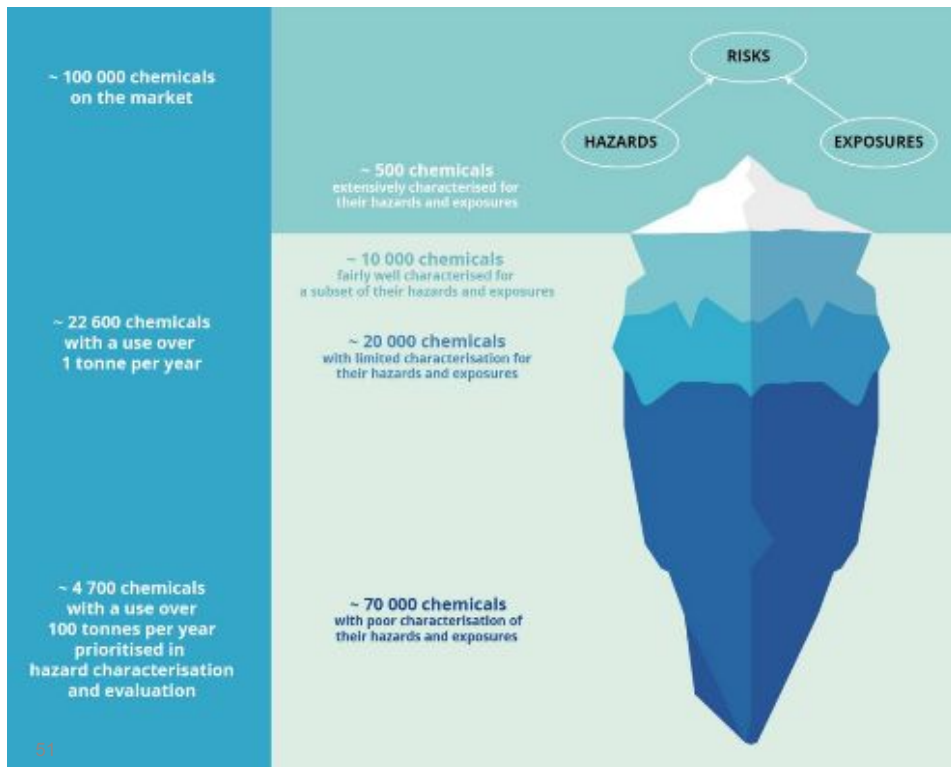 ~ 100 000 chemicals
on the market
~ 22 600 chemicals
with a use over
1 tonne per year
~ 4 700 chemicals
with a use over
100 tonnes per year
prioritised in
hazard characterisation
and evaluation
51
RISKS
HAZARDS
EXPOSURES
~ 500 chemicals
extensively characterised for
their hazards and exposures
~ 10 000 chemicals
fairly well characterised for
a subset of their hazards and exposures
~ 20 000 chemicals
with limited characterisation for
their hazards and exposures
~ 70 000 chemicals
with poor characterisation of
their hazards and exposures